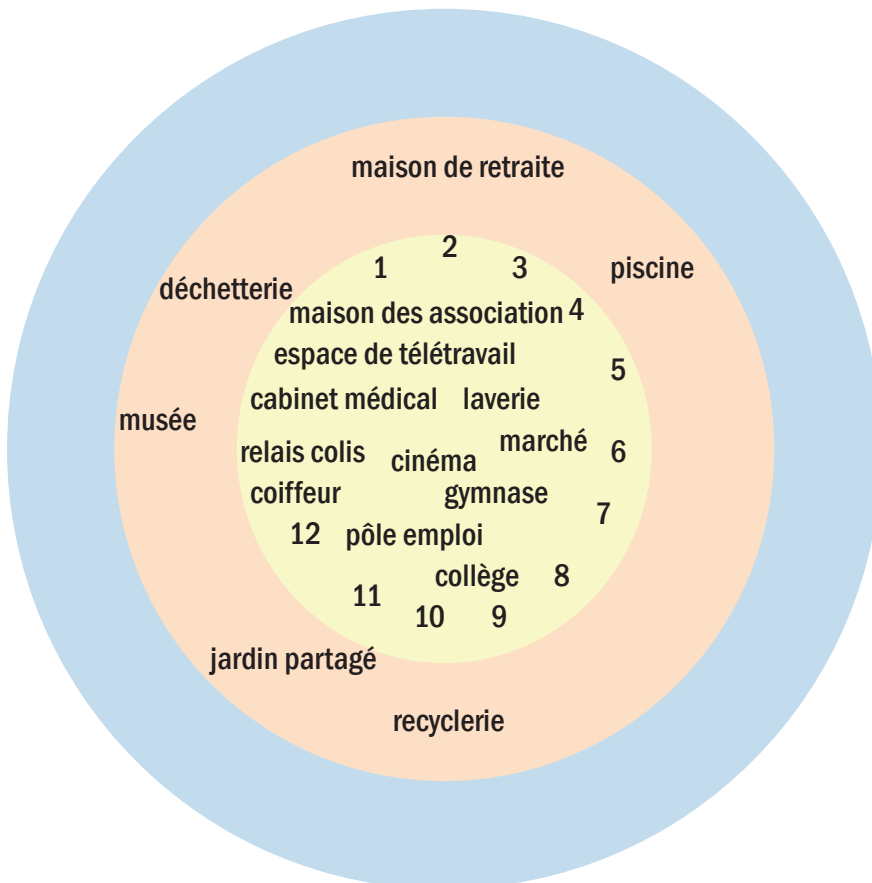 maison de retraite
2
1
3
piscine
déchetterie
maison des association 4
espace de télétravail
5
cabinet médical laverie
musée
marché
relais colis
cinéma
6
coiffeur
gymnase
7
12
pôle emploi
collège
8
11
10
9
jardin partagé
recyclerie